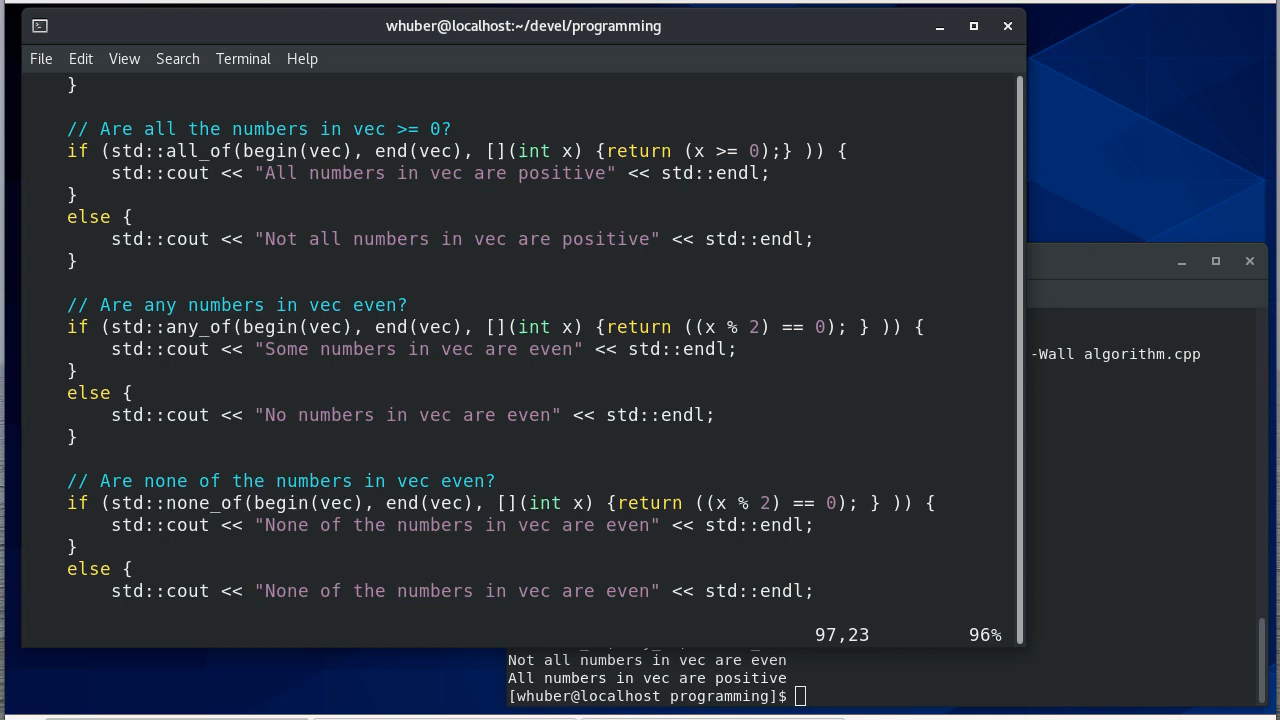 whuber@localhost:~/devel/programming
File Edit View Search Terminal Help
}
// Are all the numbers in vec >= 0?
if (std::all_of(begin(vec), end(vec), [](int x) {return (x >= 0);} )) {
std::cout << "All numbers in vec are positive" << std::endl;
}
else {
std::cout << "Not all numbers in vec are positive" << std::endl;
}
// Are any numbers in vec even?
if (std::any_of(begin(vec), end(vec), [](int x) {return ((x % 2) == 0); } )) {
std::cout << "Some numbers in vec are even" << std::endl;
}
else {
std::cout << "No numbers in vec are even" << std::endl;
}
// Are none of the numbers in vec even?
if (std::none_of(begin(vec), end(vec), [](int x) {return ((x % 2) == 0); } )) {
std::cout << "None of the numbers in vec are even" << std::endl;
}
else {
std::cout << "None of the numbers in vec are even" << std::endl;
97,23 96%
-Wall algorithm.cpp
Not all numbers in vec are even
All numbers in vec are positive
[whuber@localhost programming]$